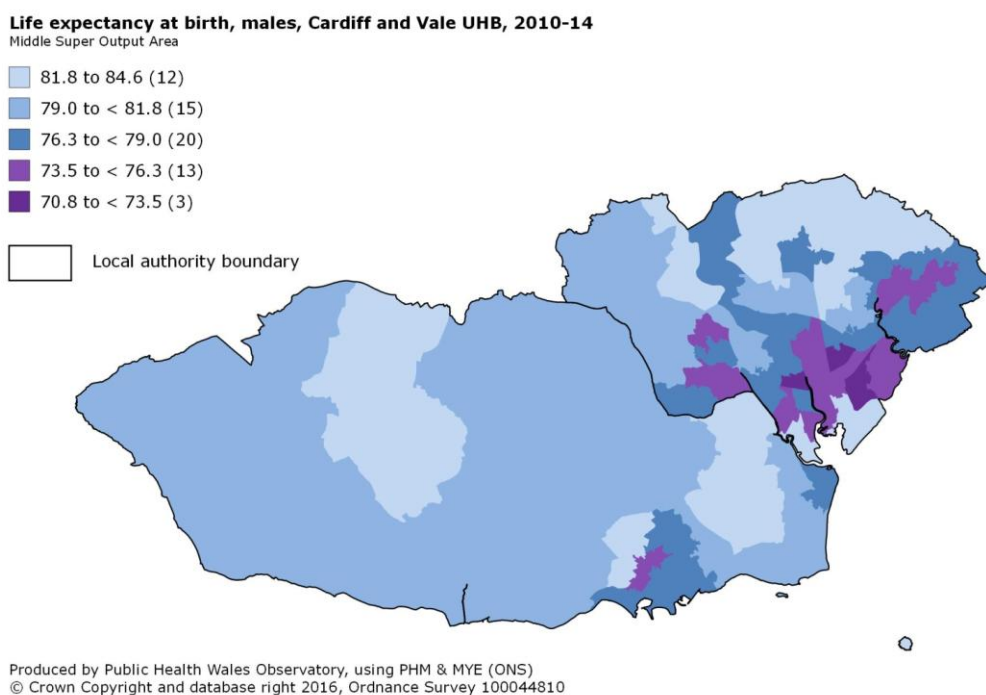 Life expectancy at birth, males, Cardiff and Vale UHB, 2010-14
Middle Super Output Area
81.8 to 84.6 (12)
79.0 to < 81.8 (15)
76.3 to < 79.0 (20)
73.5 to < 76.3 (13)
70.8 to < 73.5 (3)
Local authority boundary
Produced by Public Health Wales Observatory, using PHM & MYE (ONS)
© Crown Copyright and database right 2016, Ordnance Survey 100044810